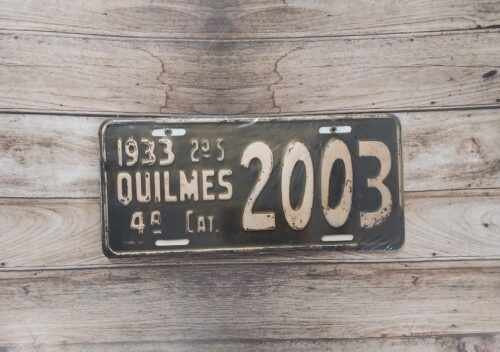 1933 2º S
QUILMES
4ª CAT.
2003